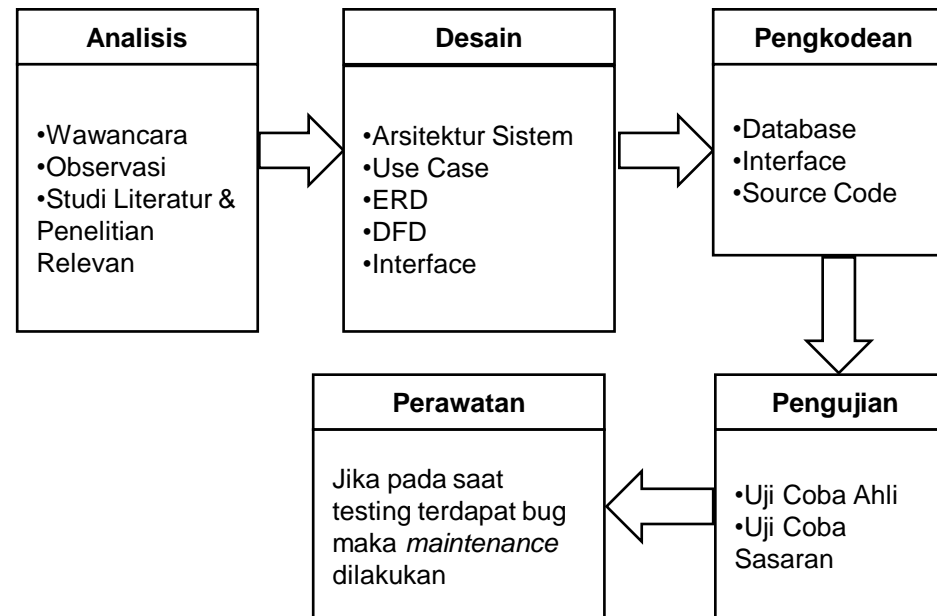 Analisis
•Wawancara
•Observasi
•Studi Literatur &
Penelitian
Relevan
Desain
•Arsitektur Sistem
•Use Case
•ERD
•DFD
•Interface
Pengkodean
•Database
•Interface
•Source Code
Pengujian
•Uji Coba Ahli
•Uji Coba
Sasaran
Perawatan
Jika pada saat
testing terdapat bug
maka maintenance
dilakukan